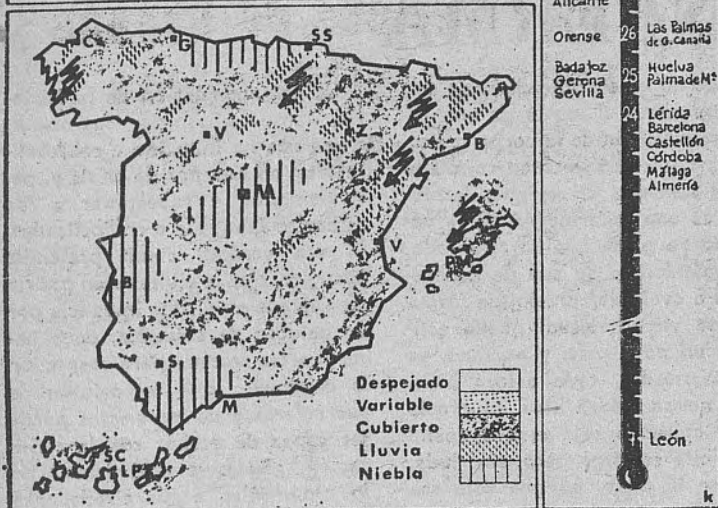 C
G
SS
V
Z
B
M
V
PM
B
S
M
SC
LP
Despejado
Variable
Cubierto
Lluvia
Niebla
Alicante
Orense
26
Las Palmas
de G. Canaria
Badajoz
Gerona
Sevilla
25
Huelva
Palma de M.ª
24
Lérida
Barcelona
Castellón
Córdoba
Málaga
Almería
7
León
k